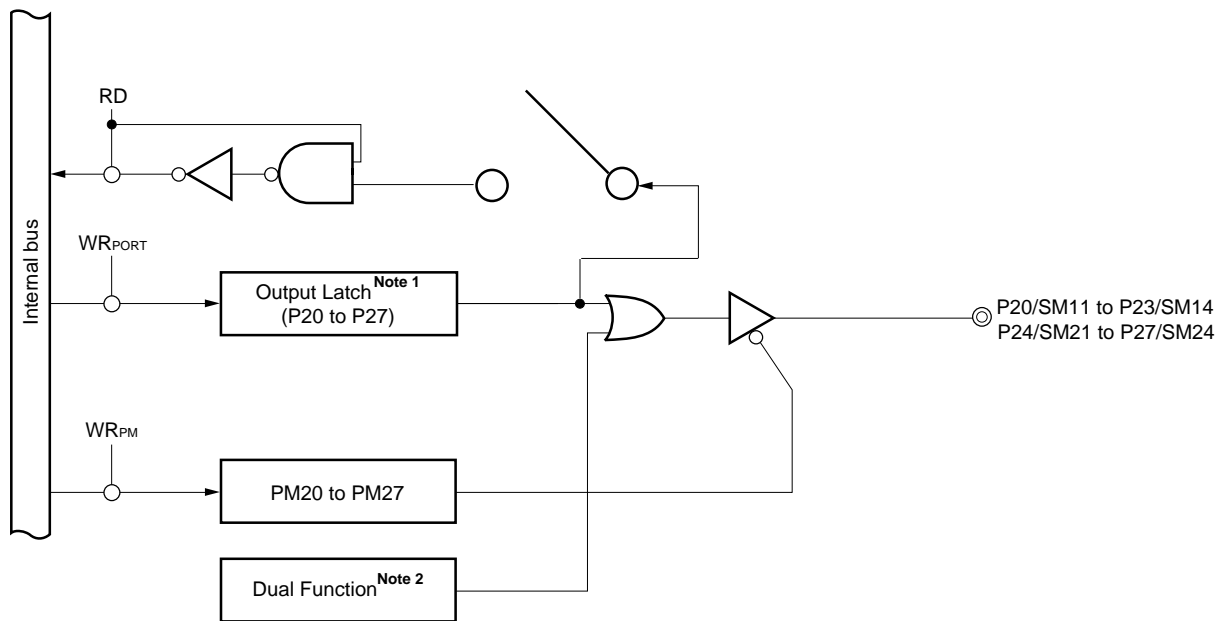 RD
Internal bus
WRPORT
Output Latch Note 1
(P20 to P27)
P20/SM11 to P23/SM14
P24/SM21 to P27/SM24
WRPM
PM20 to PM27
Dual Function Note 2